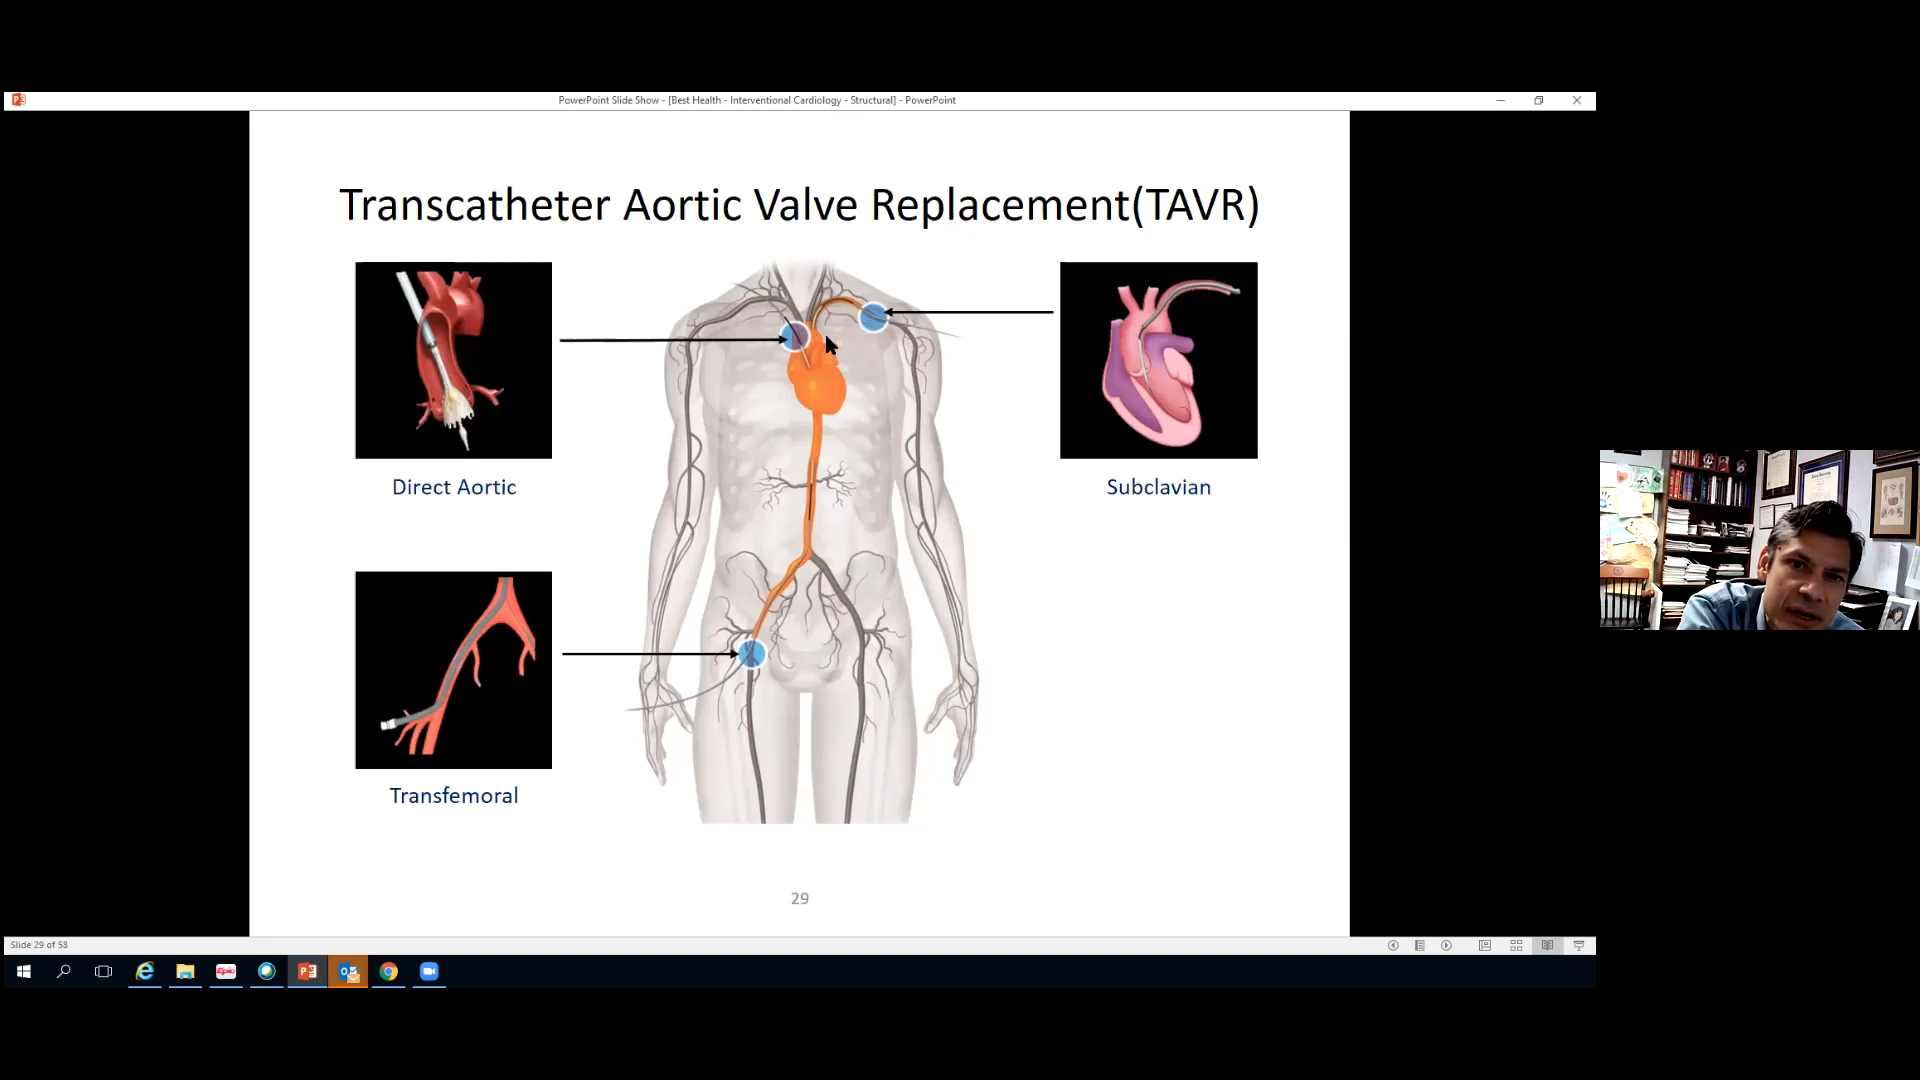 PowerPoint Slide Show - [Best Health - Interventional Cardiology - Structural] - PowerPoint
Transcatheter Aortic Valve Replacement(TAVR)
Direct Aortic
Subclavian
Transfemoral
29
Slide 29 of 58
Epic